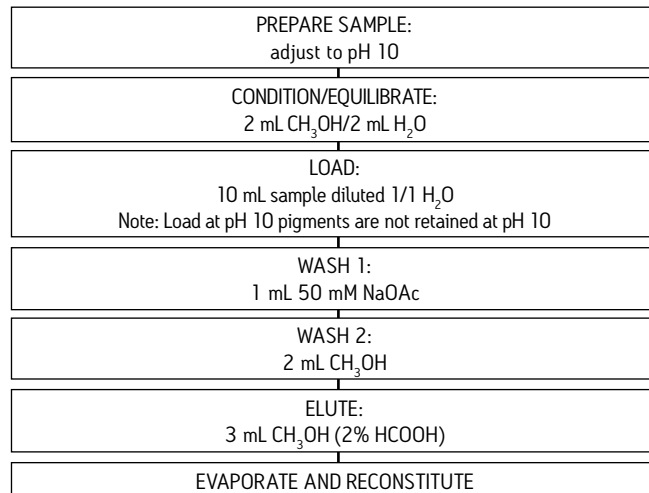 PREPARE SAMPLE:
adjust to pH 10
CONDITION/EQUILIBRATE:
2 mL CH₃OH/2 mL H₂O
LOAD:
10 mL sample diluted 1/1 H₂O
Note: Load at pH 10 pigments are not retained at pH 10
WASH 1:
1 mL 50 mM NaOAc
WASH 2:
2 mL CH₃OH
ELUTE:
3 mL CH₃OH (2% HCOOH)
EVAPORATE AND RECONSTITUTE